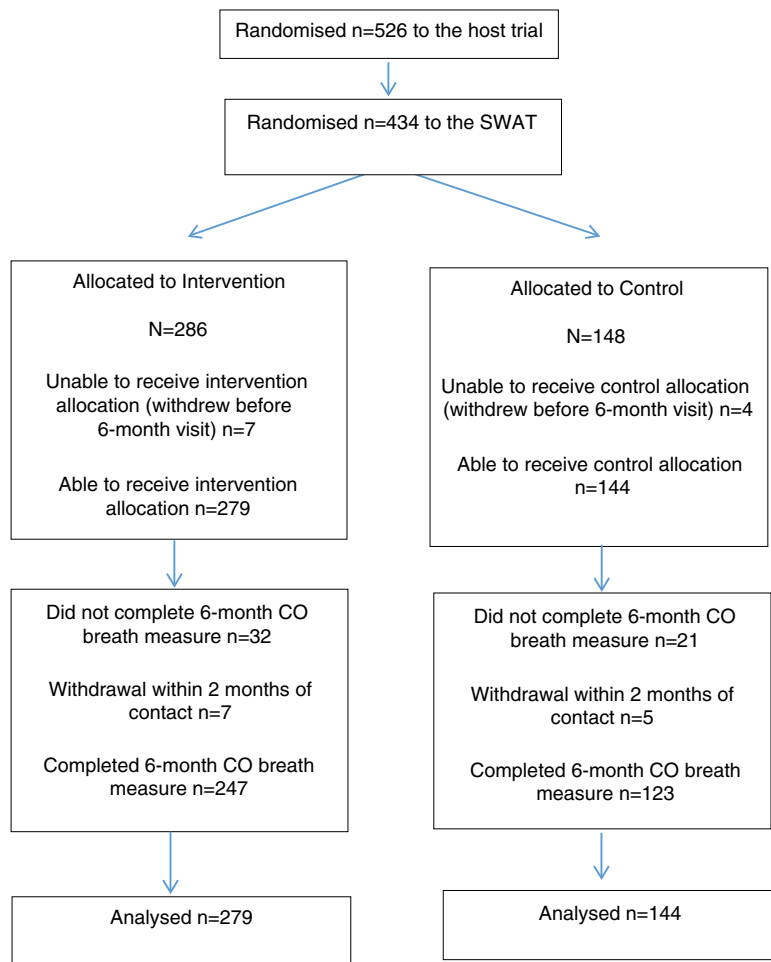 Randomised n=526 to the host trial
Randomised n=434 to the SWAT
Allocated to Intervention
N=286
Unable to receive intervention
allocation (withdrew before
6-month visit) n=7
Able to receive intervention
allocation n=279
Allocated to Control
N=148
Unable to receive control allocation
(withdrew before 6-month visit) n=4
Able to receive control allocation
n=144
Did not complete 6-month CO
breath measure n=32
Withdrawal within 2 months of
contact n=7
Completed 6-month CO breath
measure n=247
Did not complete 6-month CO
breath measure n=21
Withdrawal within 2 months of
contact n=5
Completed 6-month CO breath
measure n=123
Analysed n=279
Analysed n=144